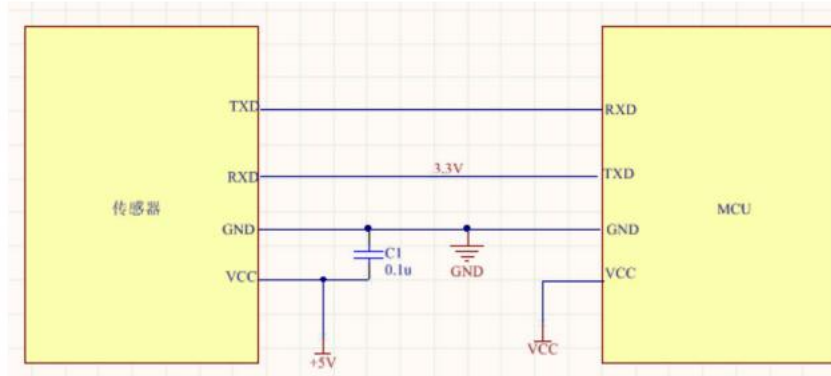 TXD
RXD
3.3V
RXD
TXD
传感器
MCU
GND
GND
C1
0.1u
GND
VCC
VCC
+5V
VCC